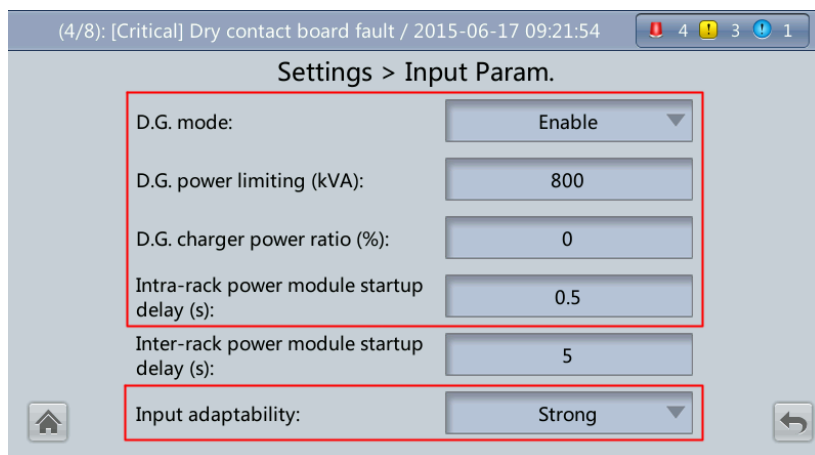 (4/8): [Critical] Dry contact board fault / 2015-06-17 09:21:54 4 ! 3 ! 1
Settings > Input Param.
D.G. mode: Enable
D.G. power limiting (kVA): 800
D.G. charger power ratio (%): 0
Intra-rack power module startup
delay (s): 0.5
Inter-rack power module startup
delay (s): 5
Input adaptability: Strong